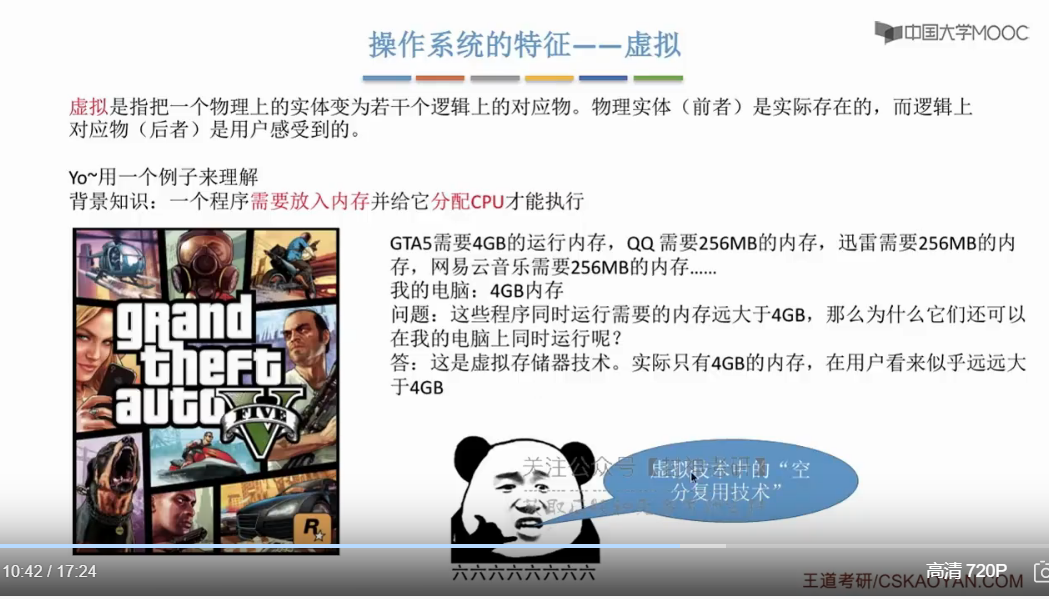 中国大学MOOC
操作系统的特征——虚拟
虚拟是指把一个物理上的实体变为若干个逻辑上的对应物。物理实体（前者）是实际存在的，而逻辑上
对应物（后者）是用户感受到的。
Yo~用一个例子来理解
背景知识：一个程序需要放入内存并给它分配CPU才能执行
GTA5需要4GB的运行内存，QQ 需要256MB的内存，迅雷需要256MB的内
存，网易云音乐需要256MB的内存......
我的电脑：4GB内存
问题：这些程序同时运行需要的内存远大于4GB，那么为什么它们还可以
在我的电脑上同时运行呢？
答：这是虚拟存储器技术。实际只有4GB的内存，在用户看来似乎远远大
于4GB
grand
theft
auto
FIVE
R
关注公众号
虚拟技术中的“空
分复用技术”
六六六六六六六六
10:42 / 17:24
高清 720P
王道考研/CSKAOYAN.COM